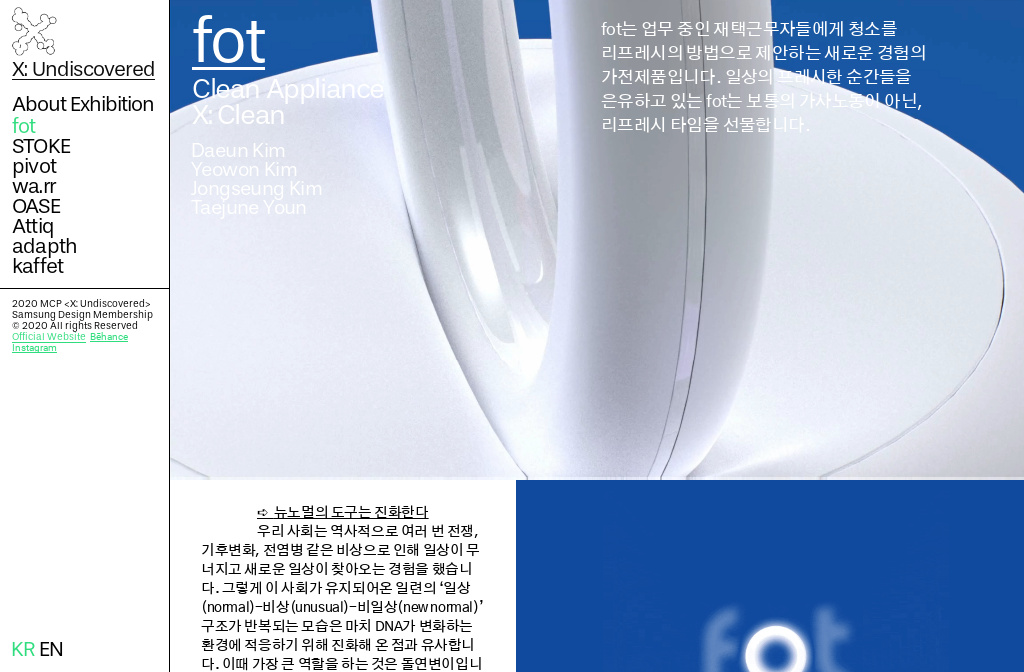 X: Undiscovered
About Exhibition
fot
STOKE
pivot
wa.rr
OASE
Attiq
adapth
kaffet
2020 MCP <X: Undiscovered>
Samsung Design Membership
© 2020 All rights Reserved
Official Website Bēhance
Instagram
KR EN
fot
Clean Appliance
X: Clean
Daeun Kim
Yeowon Kim
Jongseung Kim
Taejune Youn
fot는 업무 중인 재택근무자들에게 청소를
리프레시의 방법으로 제안하는 새로운 경험의
가전제품입니다. 일상의 프레시한 순간들을
은유하고 있는 fot는 보통의 가사노동이 아닌,
리프레시 타임을 선물합니다.
➪ 뉴노멀의 도구는 진화한다
우리 사회는 역사적으로 여러 번 전쟁,
기후변화, 전염병 같은 비상으로 인해 일상이 무
너지고 새로운 일상이 찾아오는 경험을 했습니
다. 그렇게 이 사회가 유지되어온 일련의 ‘일상
(normal)-비상(unusual)-비일상(new normal)’
구조가 반복되는 모습은 마치 DNA가 변화하는
환경에 적응하기 위해 진화해 온 점과 유사합니
다. 이때 가장 큰 역할을 하는 것은 돌연변이입니
fot